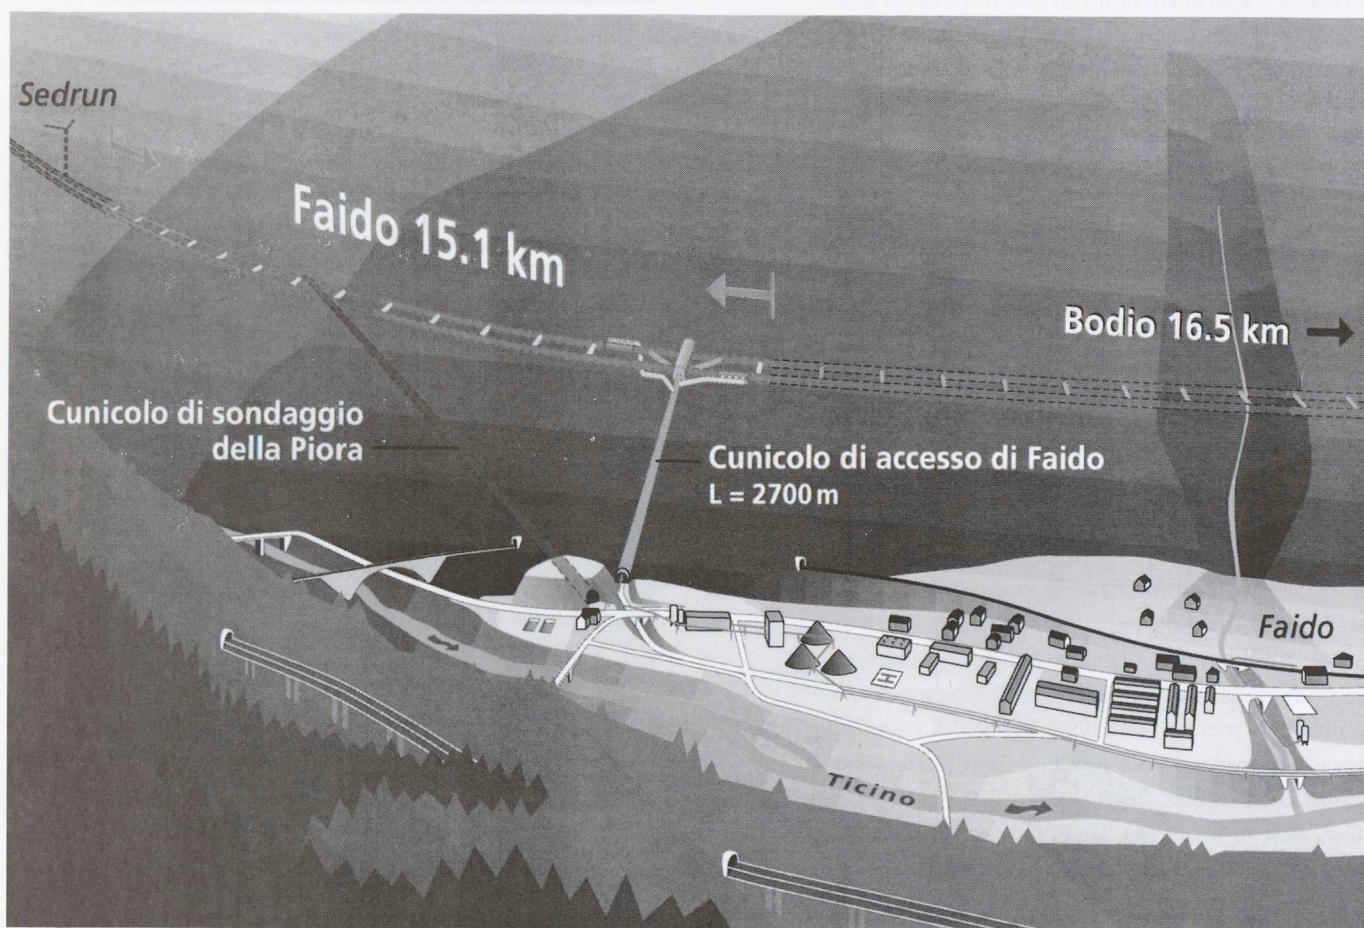 Sedrun
Faido 15.1 km
Bodio 16.5 km
Cunicolo di sondaggio
della Piora
Cunicolo di accesso di Faido
L = 2700 m
Faido
H
Ticino